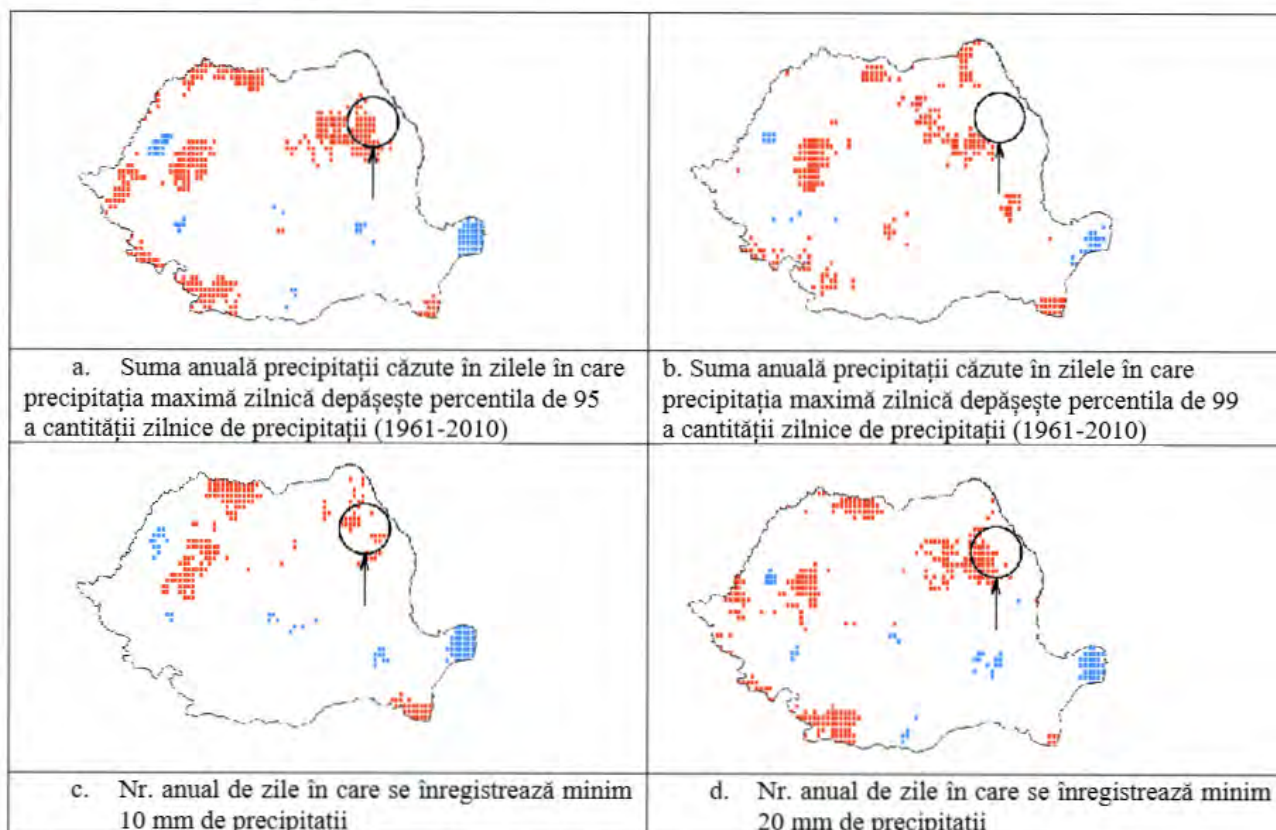 a. Suma anuală precipitații căzute în zilele în care
precipitația maximă zilnică depășește percentila de 95
a cantității zilnice de precipitații (1961-2010)
b. Suma anuală precipitații căzute în zilele în care
precipitația maximă zilnică depășește percentila de 99
a cantității zilnice de precipitații (1961-2010)
c. Nr. anual de zile în care se înregistrează minim
10 mm de precipitatii
d. Nr. anual de zile în care se înregistrează minim
20 mm de precipitatii